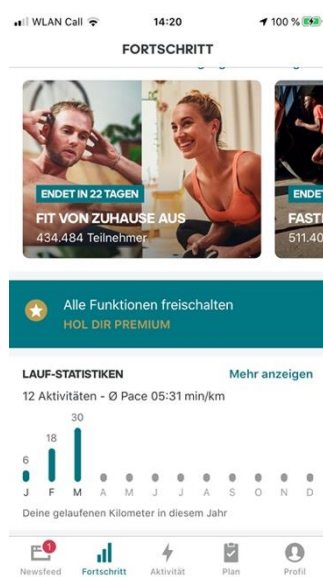 WLAN Call 14:20 100 %
FORTSCHRITT
ENDET IN 22 TAGEN
FIT VON ZUHAUSE AUS
434.484 Teilnehmer
ENDE
FAST
511.40
Alle Funktionen freischalten
HOL DIR PREMIUM
LAUF-STATISTIKEN Mehr anzeigen
12 Aktivitäten - Ø Pace 05:31 min/km
30
18
6
J F M A M J J A S O N D
Deine gelaufenen Kilometer in diesem Jahr
1
Newsfeed Fortschritt Aktivität Plan Profil